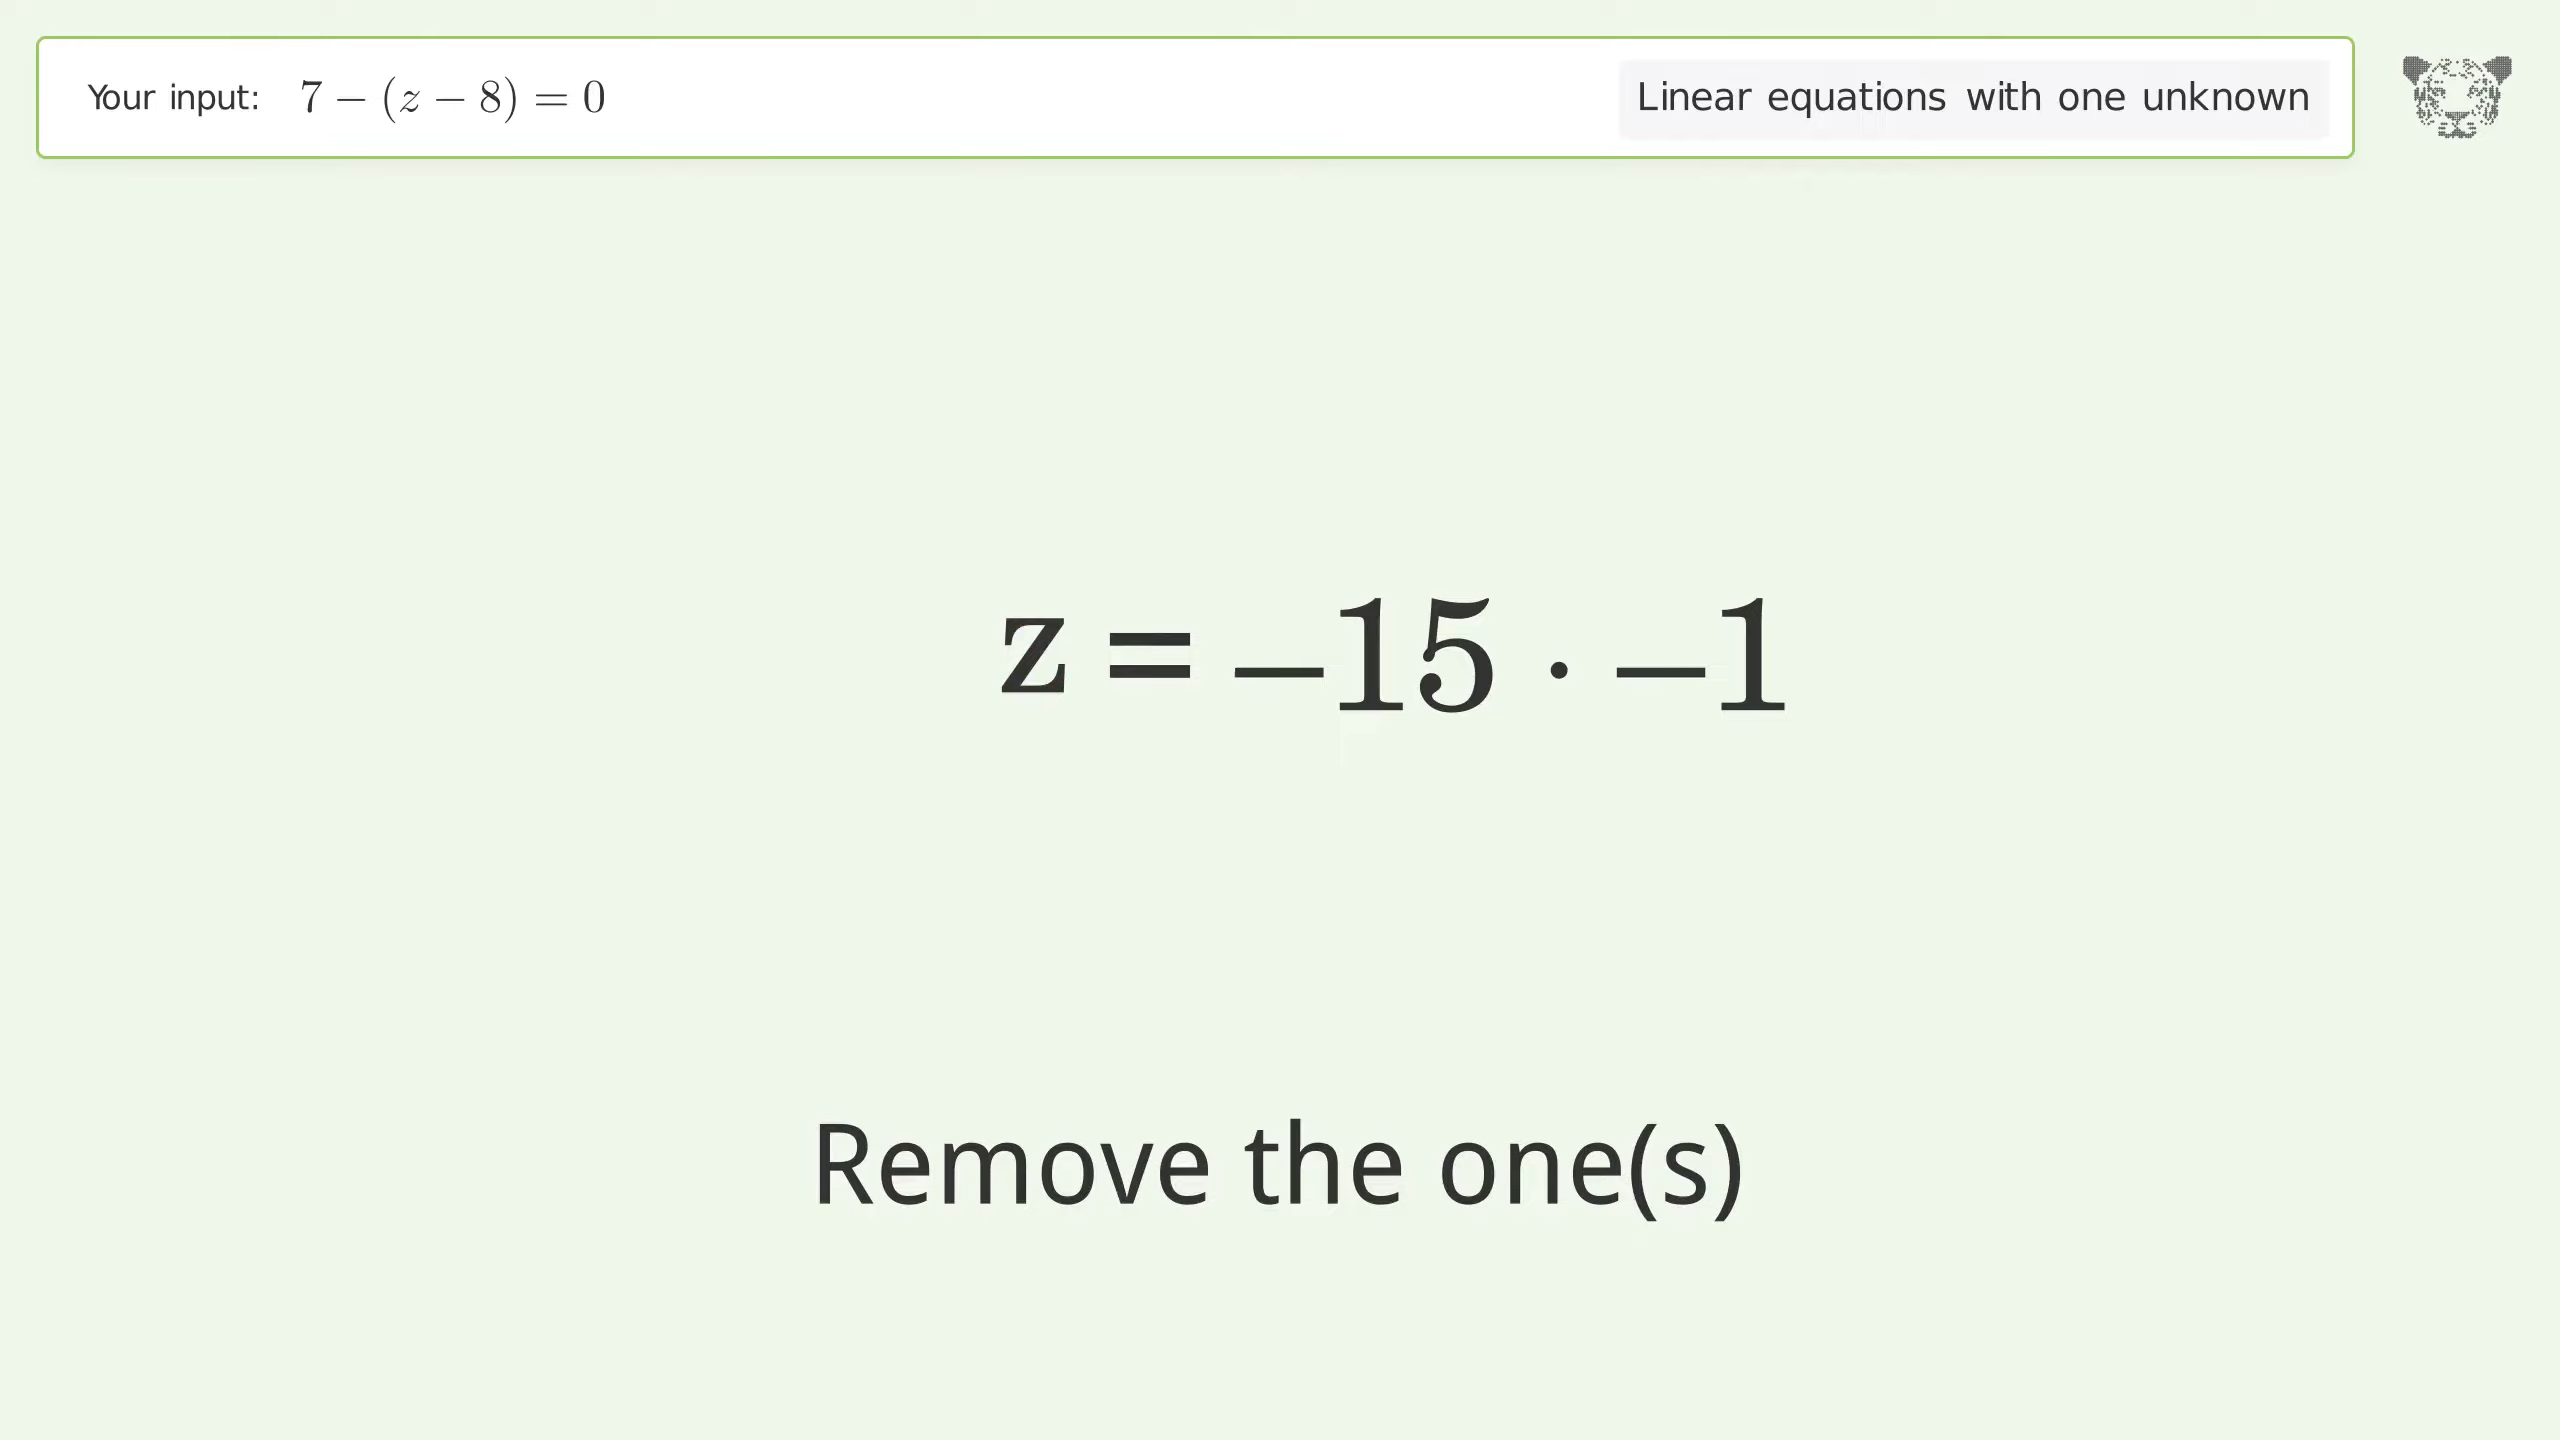 Your input: 7 − (z − 8) = 0 Linear equations with one unknown
z = −15 · −1
Remove the one(s)